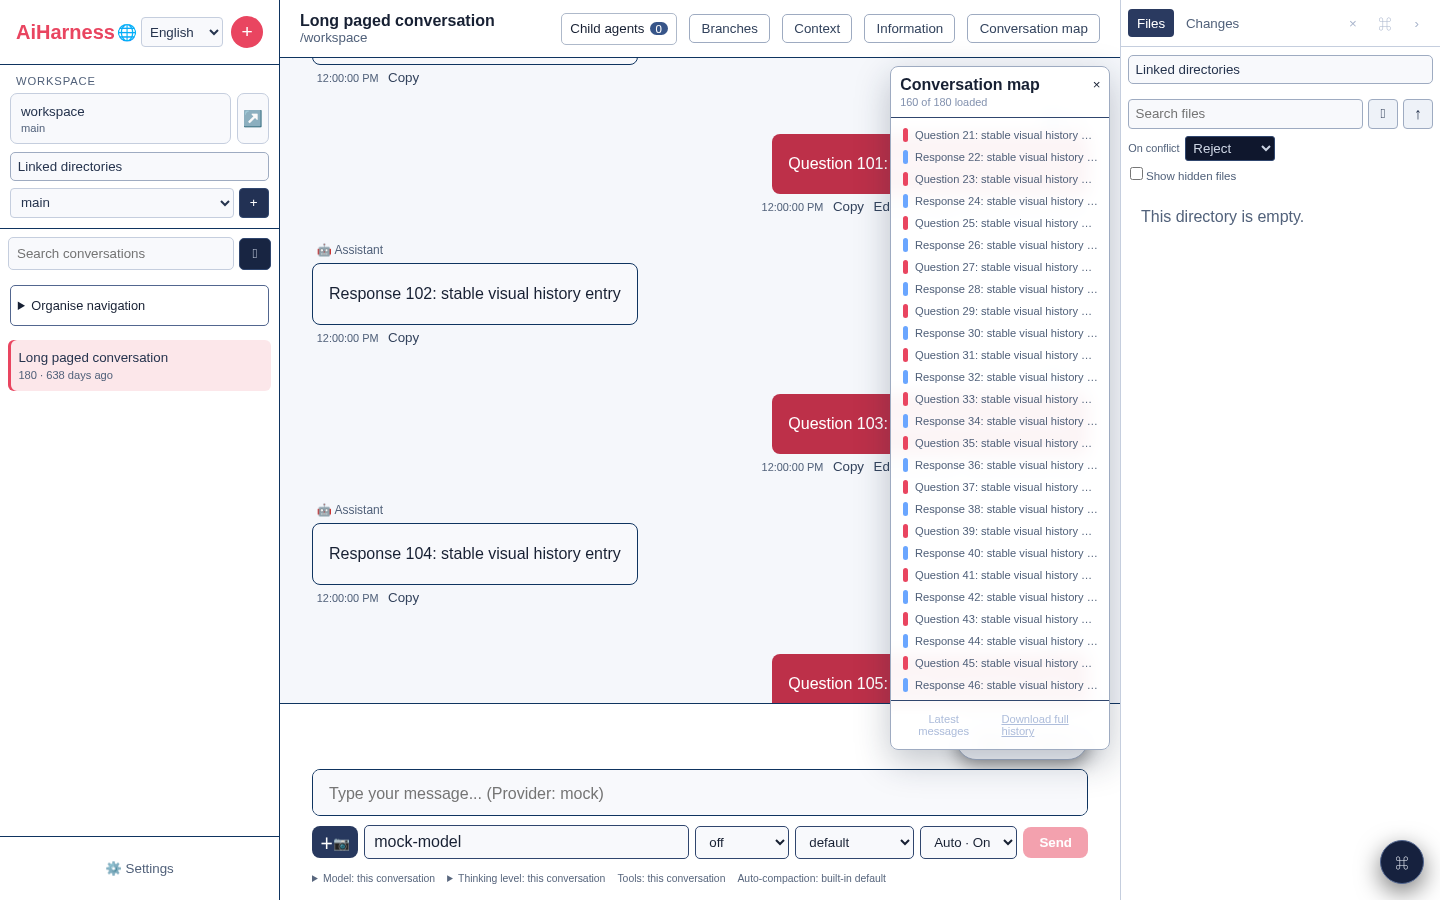 AiHarness
English
+
WORKSPACE
workspace
main
Linked directories
main
+
Search conversations
Organise navigation
Long paged conversation
180 · 638 days ago
Settings
Long paged conversation
/workspace
Child agents 0
Branches
Context
Information
Conversation map
12:00:00 PM Copy
Question 101:
12:00:00 PM Copy Ed
Assistant
Response 102: stable visual history entry
12:00:00 PM Copy
Question 103:
12:00:00 PM Copy Ed
Assistant
Response 104: stable visual history entry
12:00:00 PM Copy
Question 105:
Conversation map
×
160 of 180 loaded
Question 21: stable visual history …
Response 22: stable visual history …
Question 23: stable visual history …
Response 24: stable visual history …
Question 25: stable visual history …
Response 26: stable visual history …
Question 27: stable visual history …
Response 28: stable visual history …
Question 29: stable visual history …
Response 30: stable visual history …
Question 31: stable visual history …
Response 32: stable visual history …
Question 33: stable visual history …
Response 34: stable visual history …
Question 35: stable visual history …
Response 36: stable visual history …
Question 37: stable visual history …
Response 38: stable visual history …
Question 39: stable visual history …
Response 40: stable visual history …
Question 41: stable visual history …
Response 42: stable visual history …
Question 43: stable visual history …
Response 44: stable visual history …
Question 45: stable visual history …
Response 46: stable visual history …
Latest
messages
Download full
history
Type your message... (Provider: mock)
mock-model
off
default
Auto · On
Send
Model: this conversation
Thinking level: this conversation
Tools: this conversation
Auto-compaction: built-in default
Files
Changes
× ⌘ ›
Linked directories
Search files
↑
On conflict
Reject
Show hidden files
This directory is empty.
⌘